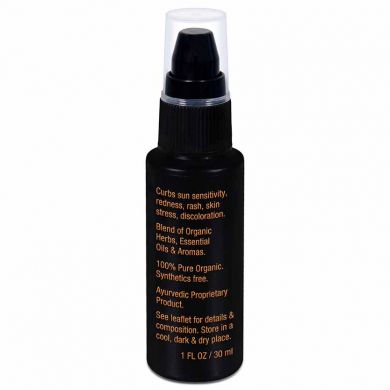 Curbs sun sensitivity,
redness, rash, skin
stress, discoloration.
Blend of Organic
Herbs, Essential
Oils & Aromas.
100% Pure Organic.
Synthetics free.
Ayurvedic Proprietary
Product.
See leaflet for details &
composition. Store in a
cool, dark & dry place.
1 FL OZ/ 30 ml